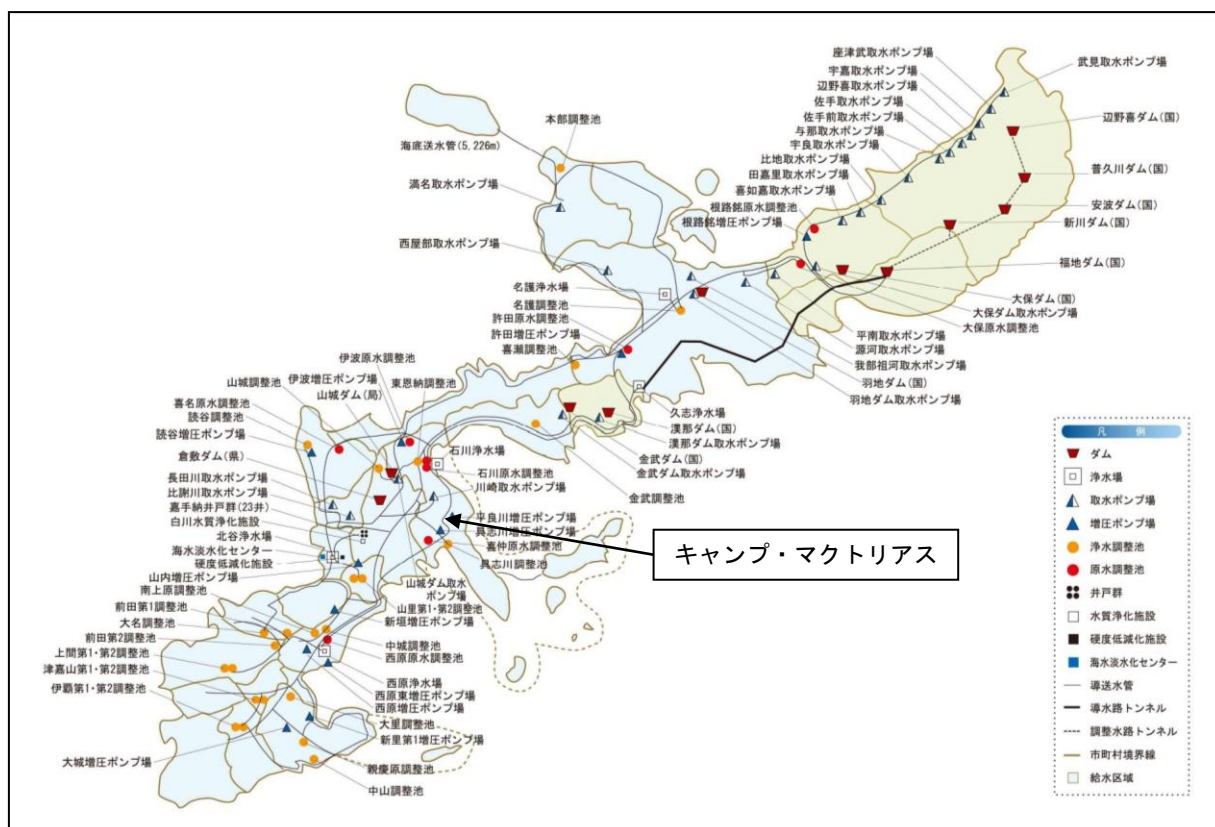 座津武取水ポンプ場
宇嘉取水ポンプ場
辺野喜取水ポンプ場
佐手取水ポンプ場
佐手前取水ポンプ場
与那取水ポンプ場
宇良取水ポンプ場
比地取水ポンプ場
田嘉里取水ポンプ場
喜如嘉取水ポンプ場
根路銘原水調整池
根路銘増圧ポンプ場
武見取水ポンプ場
辺野喜ダム(国)
普久川ダム(国)
安波ダム(国)
新川ダム(国)
福地ダム(国)
大保ダム(国)
大保ダム取水ポンプ場
大保原水調整池
平南取水ポンプ場
源河取水ポンプ場
我部祖河取水ポンプ場
羽地ダム(国)
羽地ダム取水ポンプ場
本部調整池
海底送水管(5,226m)
満名取水ポンプ場
西屋部取水ポンプ場
名護浄水場
名護調整池
許田原水調整池
許田増圧ポンプ場
喜瀬調整池
久志浄水場
漢那ダム(国)
漢那ダム取水ポンプ場
金武ダム(国)
金武ダム取水ポンプ場
金武調整池
伊波原水調整池
伊波増圧ポンプ場
東恩納調整池
山城調整池
山城ダム(局)
喜名原水調整池
読谷調整池
読谷増圧ポンプ場
倉敷ダム(県)
長田川取水ポンプ場
比謝川取水ポンプ場
嘉手納井戸群(23井)
白川水質浄化施設
北谷浄水場
海水淡水化センター
硬度低減化施設
山内増圧ポンプ場
南上原調整池
前田第1調整池
大名調整池
前田第2調整池
上間第1・第2調整池
津嘉山第1・第2調整池
伊覇第1・第2調整池
大城増圧ポンプ場
石川浄水場
石川原水調整池
川崎取水ポンプ場
平良川増圧ポンプ場
具志川増圧ポンプ場
喜仲原水調整池
具志川調整池
キャンプ・マクトリアス
山城ダム取水
ポンプ場
山里第1・第2調整池
新垣増圧ポンプ場
中城調整池
西原原水調整池
西原浄水場
西原東増圧ポンプ場
西原増圧ポンプ場
大里調整池
新里第1増圧ポンプ場
親慶原調整池
中山調整池
凡 例
ダム
浄水場
取水ポンプ場
増圧ポンプ場
浄水調整池
原水調整池
井戸群
水質浄化施設
硬度低減化施設
海水淡水化センター
導送水管
導水路トンネル
調整水路トンネル
市町村境界線
給水区域